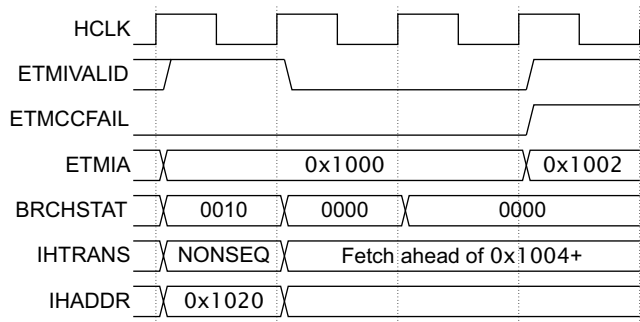 HCLK
ETMIVALID
ETMCCFAIL
ETMIA 0x1000 0x1002
BRCHSTAT 0010 0000 0000
IHTRANS NONSEQ Fetch ahead of 0x1004+
IHADDR 0x1020